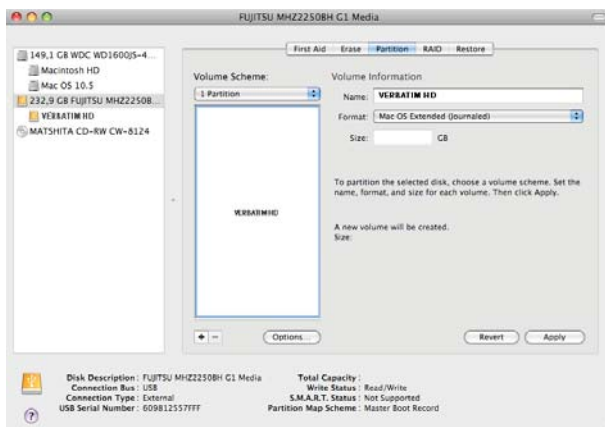 FUJITSU MHZ2250BH G1 Media
149,1 GB WDC WD1600JS-4...
Macintosh HD
Mac OS 10.5
232,9 GB FUJITSU MHZ2250B...
VERBATIM HD
MATSHITA CD-RW CW-8124
First Aid
Erase
Partition
RAID
Restore
Volume Scheme:
1 Partition
VERBATIM HD
Volume Information
Name: VERBATIM HD
Format: Mac OS Extended (Journaled)
Size: GB
To partition the selected disk, choose a volume scheme. Set the
name, format, and size for each volume. Then click Apply.
A new volume will be created.
Size:
+ -
Options...
Revert
Apply
Disk Description : FUJITSU MHZ2250BH G1 Media
Connection Bus : USB
Connection Type : External
USB Serial Number : 609812557FFF
Total Capacity :
Write Status : Read/Write
S.M.A.R.T. Status : Not Supported
Partition Map Scheme : Master Boot Record
?